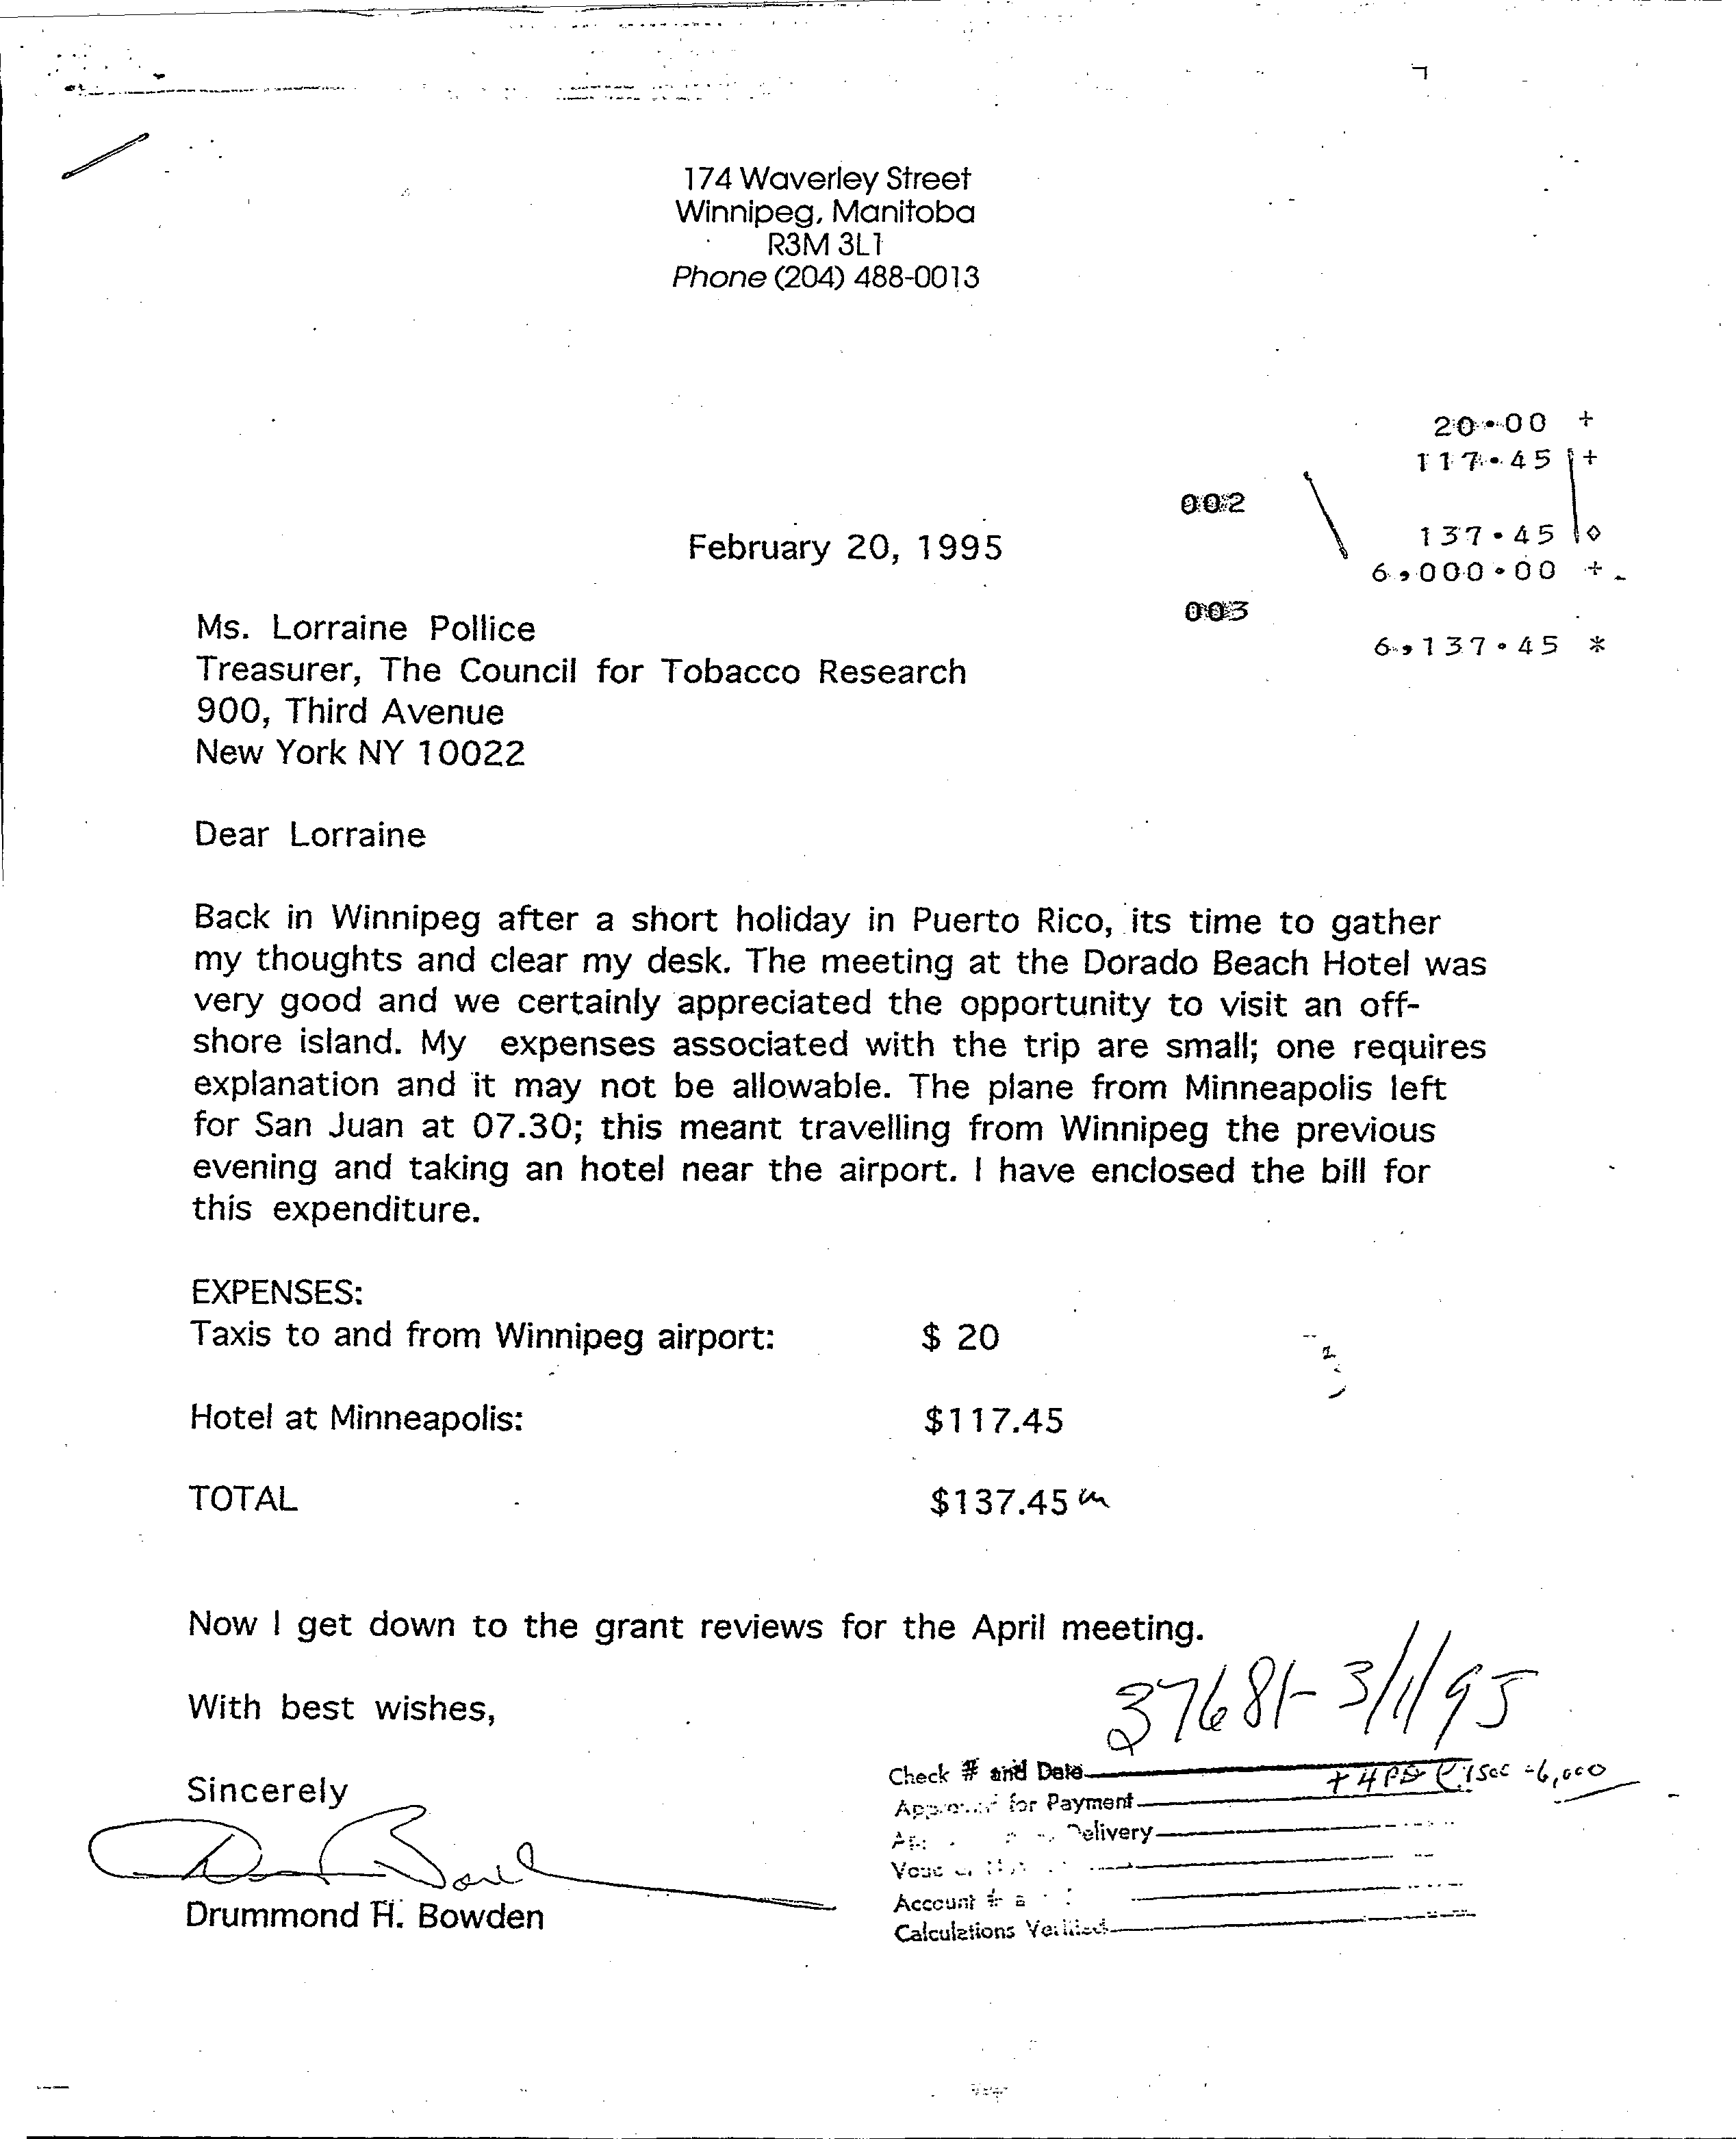 174 Waverley Street
Winnipeg, Manitoba
R3M 3L1
Phone (204) 488-0013
20.00 +
117.45 +
002
137.45 ◊
6,000.00 +
003
6,137.45 *
February 20, 1995
Ms. Lorraine Pollice
Treasurer, The Council for Tobacco Research
900, Third Avenue
New York NY 10022
Dear Lorraine
Back in Winnipeg after a short holiday in Puerto Rico, its time to gather
my thoughts and clear my desk. The meeting at the Dorado Beach Hotel was
very good and we certainly appreciated the opportunity to visit an off-
shore island. My expenses associated with the trip are small; one requires
explanation and it may not be allowable. The plane from Minneapolis left
for San Juan at 07.30; this meant travelling from Winnipeg the previous
evening and taking an hotel near the airport. I have enclosed the bill for
this expenditure.
EXPENSES:
Taxis to and from Winnipeg airport: $ 20
Hotel at Minneapolis: $117.45
TOTAL $137.45
Now I get down to the grant reviews for the April meeting.
With best wishes,
37681- 3/1/95
Sincerely
Check # and Date
6,000
Approved for Payment
Delivery
Account #
Calculations Verified
Drummond H. Bowden